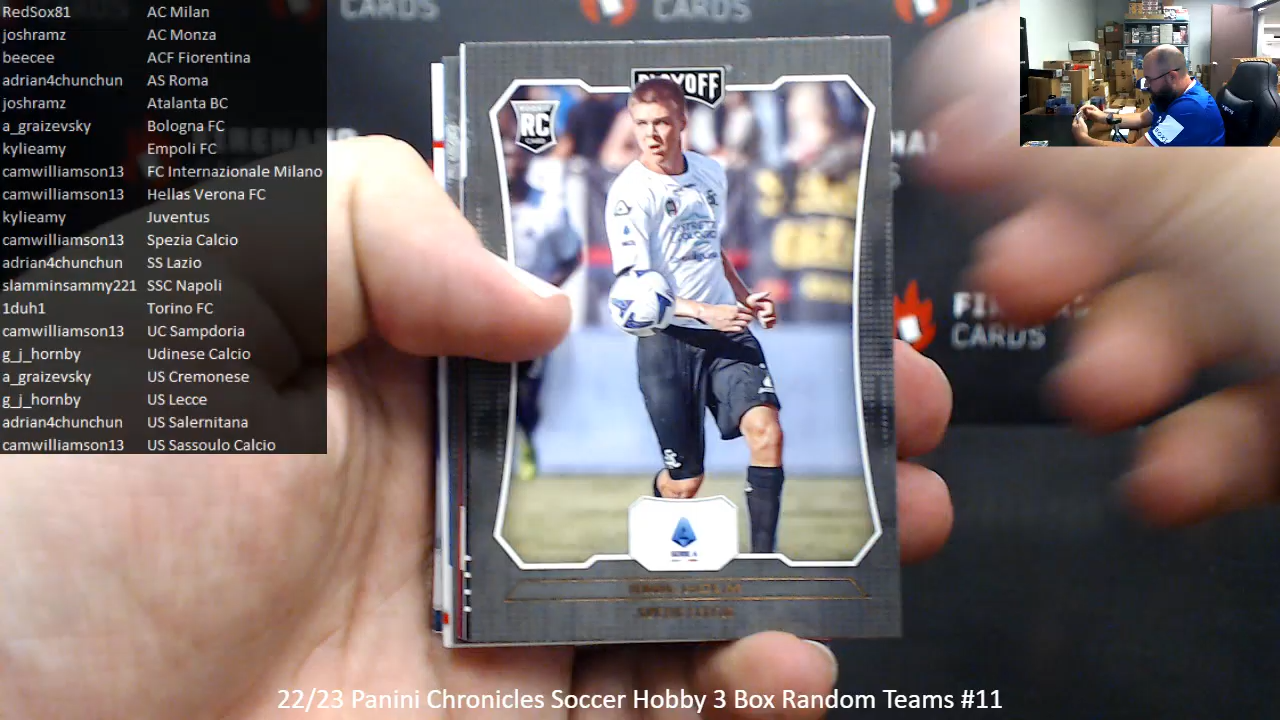 RedSox81 AC Milan
joshramz AC Monza
beecee ACF Fiorentina
adrian4chunchun AS Roma
joshramz Atalanta BC
a_graizevsky Bologna FC
kylieamy Empoli FC
camwilliamson13 FC Internazionale Milano
camwilliamson13 Hellas Verona FC
kylieamy Juventus
camwilliamson13 Spezia Calcio
adrian4chunchun SS Lazio
slamminsammy221 SSC Napoli
1duh1 Torino FC
camwilliamson13 UC Sampdoria
g_j_hornby Udinese Calcio
a_graizevsky US Cremonese
g_j_hornby US Lecce
adrian4chunchun US Salernitana
camwilliamson13 US Sassoulo Calcio
CARDS
CARDS
CARDS
PLAYOFF
RC
CARDS
22/23 Panini Chronicles Soccer Hobby 3 Box Random Teams #11